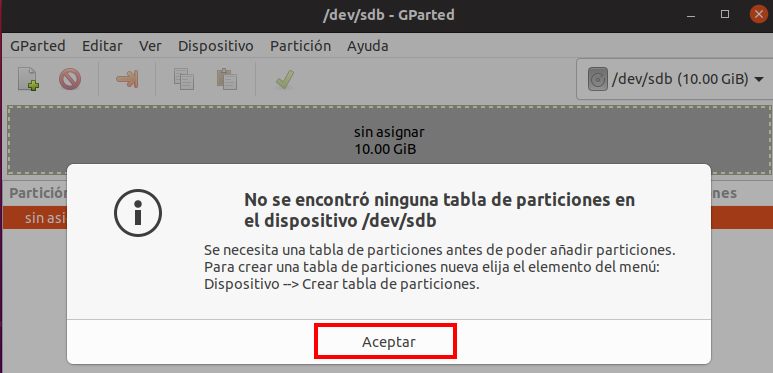 /dev/sdb - GParted
GParted Editar Ver Dispositivo Partición Ayuda
/dev/sdb (10.00 GiB)
sin asignar
10.00 GiB
Partición
nes
sin asi
No se encontró ninguna tabla de particiones en
el dispositivo /dev/sdb
Se necesita una tabla de particiones antes de poder añadir particiones.
Para crear una tabla de particiones nueva elija el elemento del menú:
Dispositivo --> Crear tabla de particiones.
Aceptar